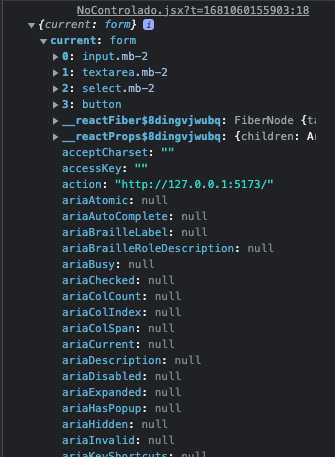 NoControlado.jsx?t=1681060155903:18
▼{current: form} i
▼current: form
▶0: input.mb-2
▶1: textarea.mb-2
▶2: select.mb-2
▶3: button
▶__reactFiber$8dingvjwubq: FiberNode {ta
▶__reactProps$8dingvjwubq: {children: Ar
acceptCharset: ""
accessKey: ""
action: "http://127.0.0.1:5173/"
ariaAtomic: null
ariaAutoComplete: null
ariaBrailleLabel: null
ariaBrailleRoleDescription: null
ariaBusy: null
ariaChecked: null
ariaColCount: null
ariaColIndex: null
ariaColSpan: null
ariaCurrent: null
ariaDescription: null
ariaDisabled: null
ariaExpanded: null
ariaHasPopup: null
ariaHidden: null
ariaInvalid: null
ariaKeyShortcuts: null